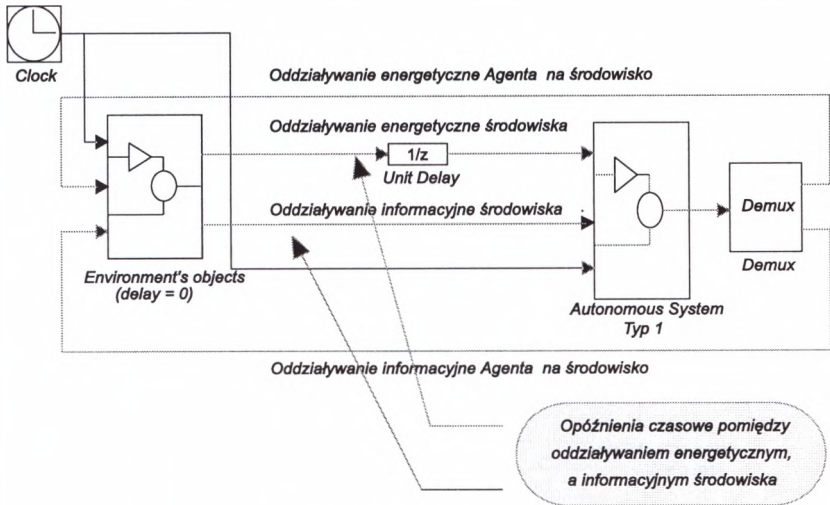 Clock
Oddziaływanie energetyczne Agenta na środowisko
Oddziaływanie energetyczne środowiska
1/z
Unit Delay
Oddziaływanie informacyjne środowiska
Environment's objects
(delay = 0)
Autonomous System
Typ 1
Demux
Demux
Oddziaływanie informacyjne Agenta na środowisko
Opóźnienia czasowe pomiędzy
oddziaływaniem energetycznym,
a informacyjnym środowiska